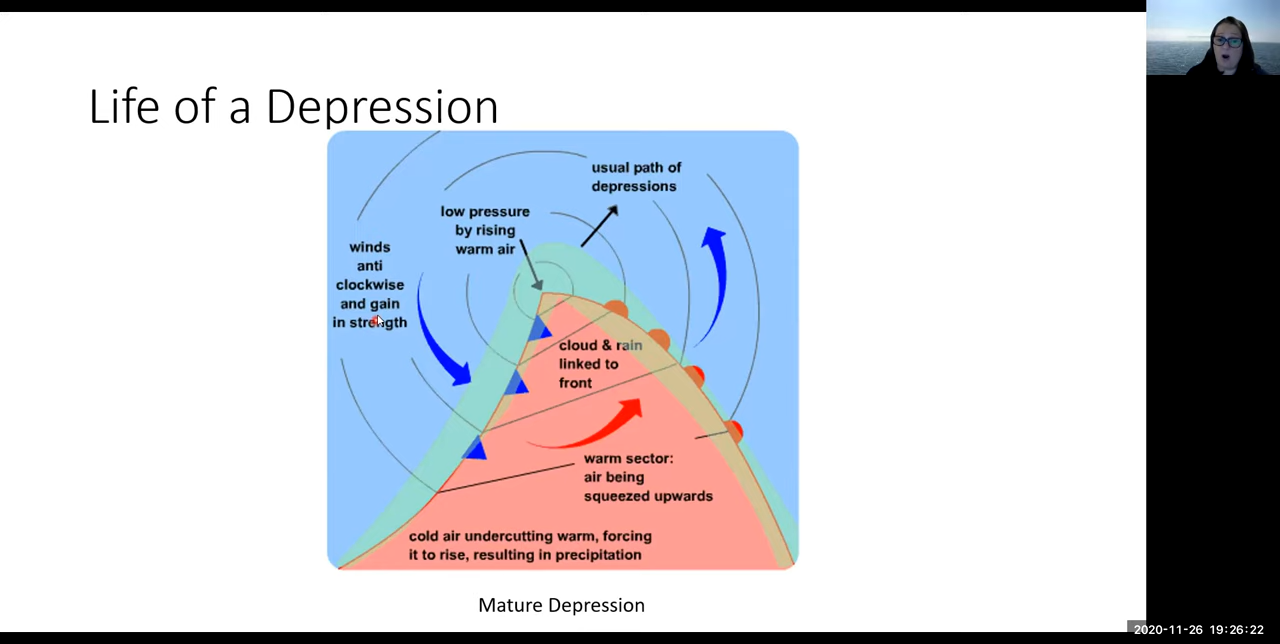 Life of a Depression
usual path of
depressions
low pressure
by rising
warm air
winds
anti
clockwise
and gain
in strength
cloud & rain
linked to
front
warm sector:
air being
squeezed upwards
cold air undercutting warm, forcing
it to rise, resulting in precipitation
Mature Depression
2020-11-26 19:26:22